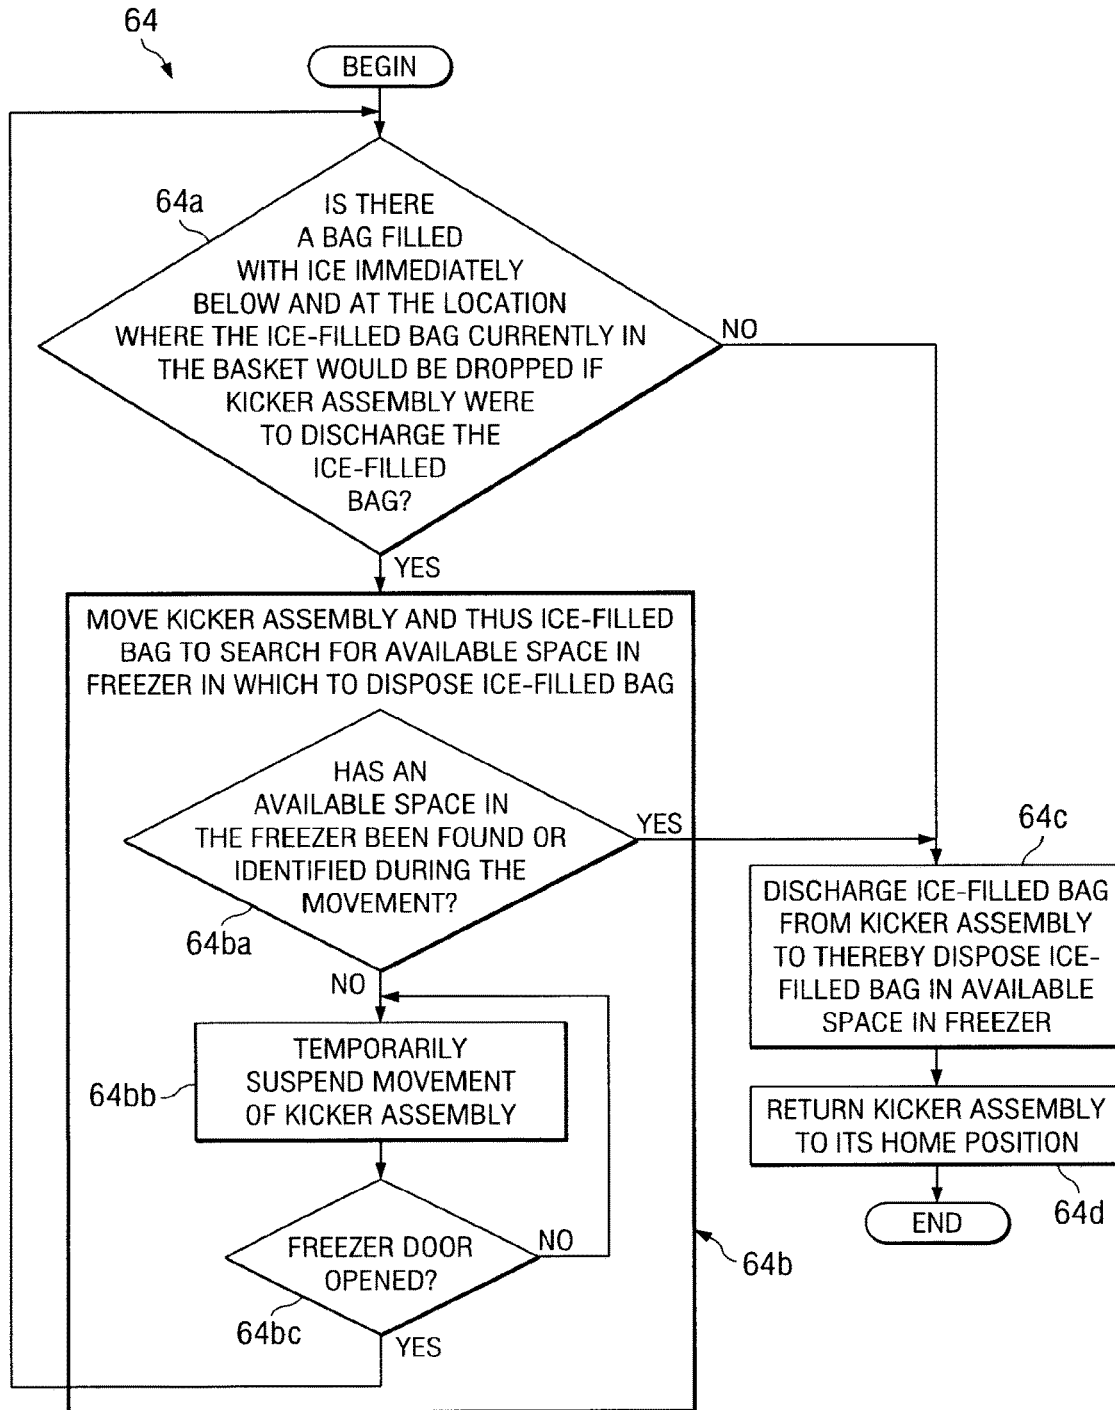 64
BEGIN
64a
IS THERE
A BAG FILLED
WITH ICE IMMEDIATELY
BELOW AND AT THE LOCATION
WHERE THE ICE-FILLED BAG CURRENTLY IN
THE BASKET WOULD BE DROPPED IF
KICKER ASSEMBLY WERE
TO DISCHARGE THE
ICE-FILLED
BAG?
NO
YES
MOVE KICKER ASSEMBLY AND THUS ICE-FILLED
BAG TO SEARCH FOR AVAILABLE SPACE IN
FREEZER IN WHICH TO DISPOSE ICE-FILLED BAG
HAS AN
AVAILABLE SPACE IN
THE FREEZER BEEN FOUND OR
IDENTIFIED DURING THE
MOVEMENT?
YES
64ba
NO
64bb
TEMPORARILY
SUSPEND MOVEMENT
OF KICKER ASSEMBLY
FREEZER DOOR
OPENED?
NO
64bc
YES
64b
64c
DISCHARGE ICE-FILLED BAG
FROM KICKER ASSEMBLY
TO THEREBY DISPOSE ICE-
FILLED BAG IN AVAILABLE
SPACE IN FREEZER
RETURN KICKER ASSEMBLY
TO ITS HOME POSITION
64d
END